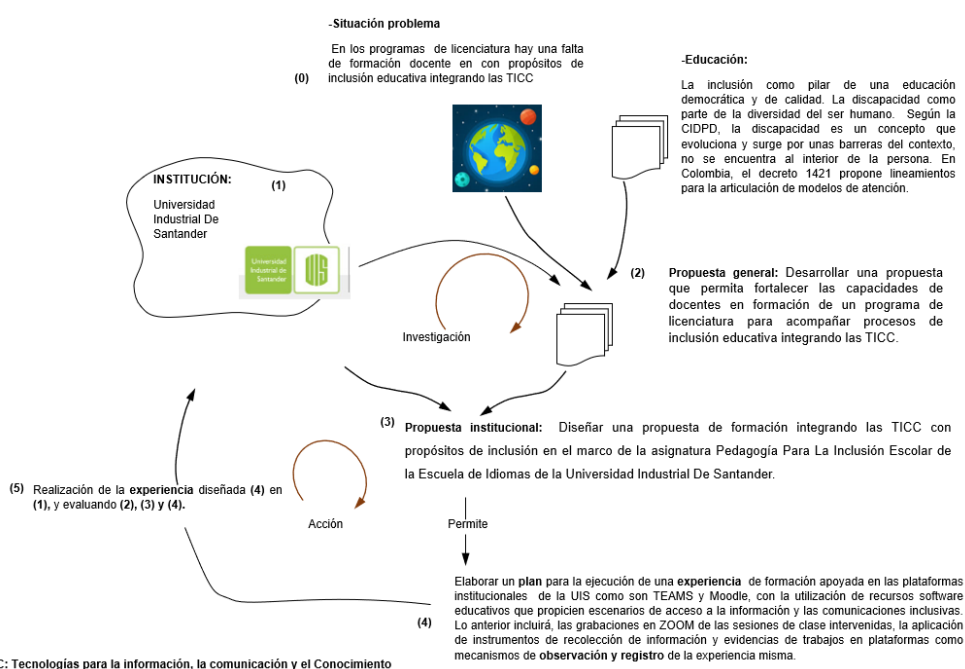 -Situación problema
En los programas de licenciatura hay una falta
de formación docente en con propósitos de
inclusión educativa integrando las TICC
(0)
-Educación:
La inclusión como pilar de una educación
democrática y de calidad. La discapacidad como
parte de la diversidad del ser humano. Según la
CIDPD, la discapacidad es un concepto que
evoluciona y surge por unas barreras del contexto,
no se encuentra al interior de la persona. En
Colombia, el decreto 1421 propone lineamientos
para la articulación de modelos de atención.
INSTITUCIÓN:
(1)
Universidad
Industrial De
Santander
Universidad
Industrial de
Santander
UIS
(2)
Propuesta general: Desarrollar una propuesta
que permita fortalecer las capacidades de
docentes en formación de un programa de
licenciatura para acompañar procesos de
inclusión educativa integrando las TICC.
Investigación
(3)
Propuesta institucional: Diseñar una propuesta de formación integrando las TICC con
propósitos de inclusión en el marco de la asignatura Pedagogía Para La Inclusión Escolar de
la Escuela de Idiomas de la Universidad Industrial De Santander.
(5) Realización de la experiencia diseñada (4) en
(1), y evaluando (2), (3) y (4).
Acción
Permite
(4)
Elaborar un plan para la ejecución de una experiencia de formación apoyada en las plataformas
institucionales de la UIS como son TEAMS y Moodle, con la utilización de recursos software
educativos que propicien escenarios de acceso a la información y las comunicaciones inclusivas.
Lo anterior incluirá, las grabaciones en ZOOM de las sesiones de clase intervenidas, la aplicación
de instrumentos de recolección de información y evidencias de trabajos en plataformas como
mecanismos de observación y registro de la experiencia misma.
C: Tecnologías para la información, la comunicación y el Conocimiento